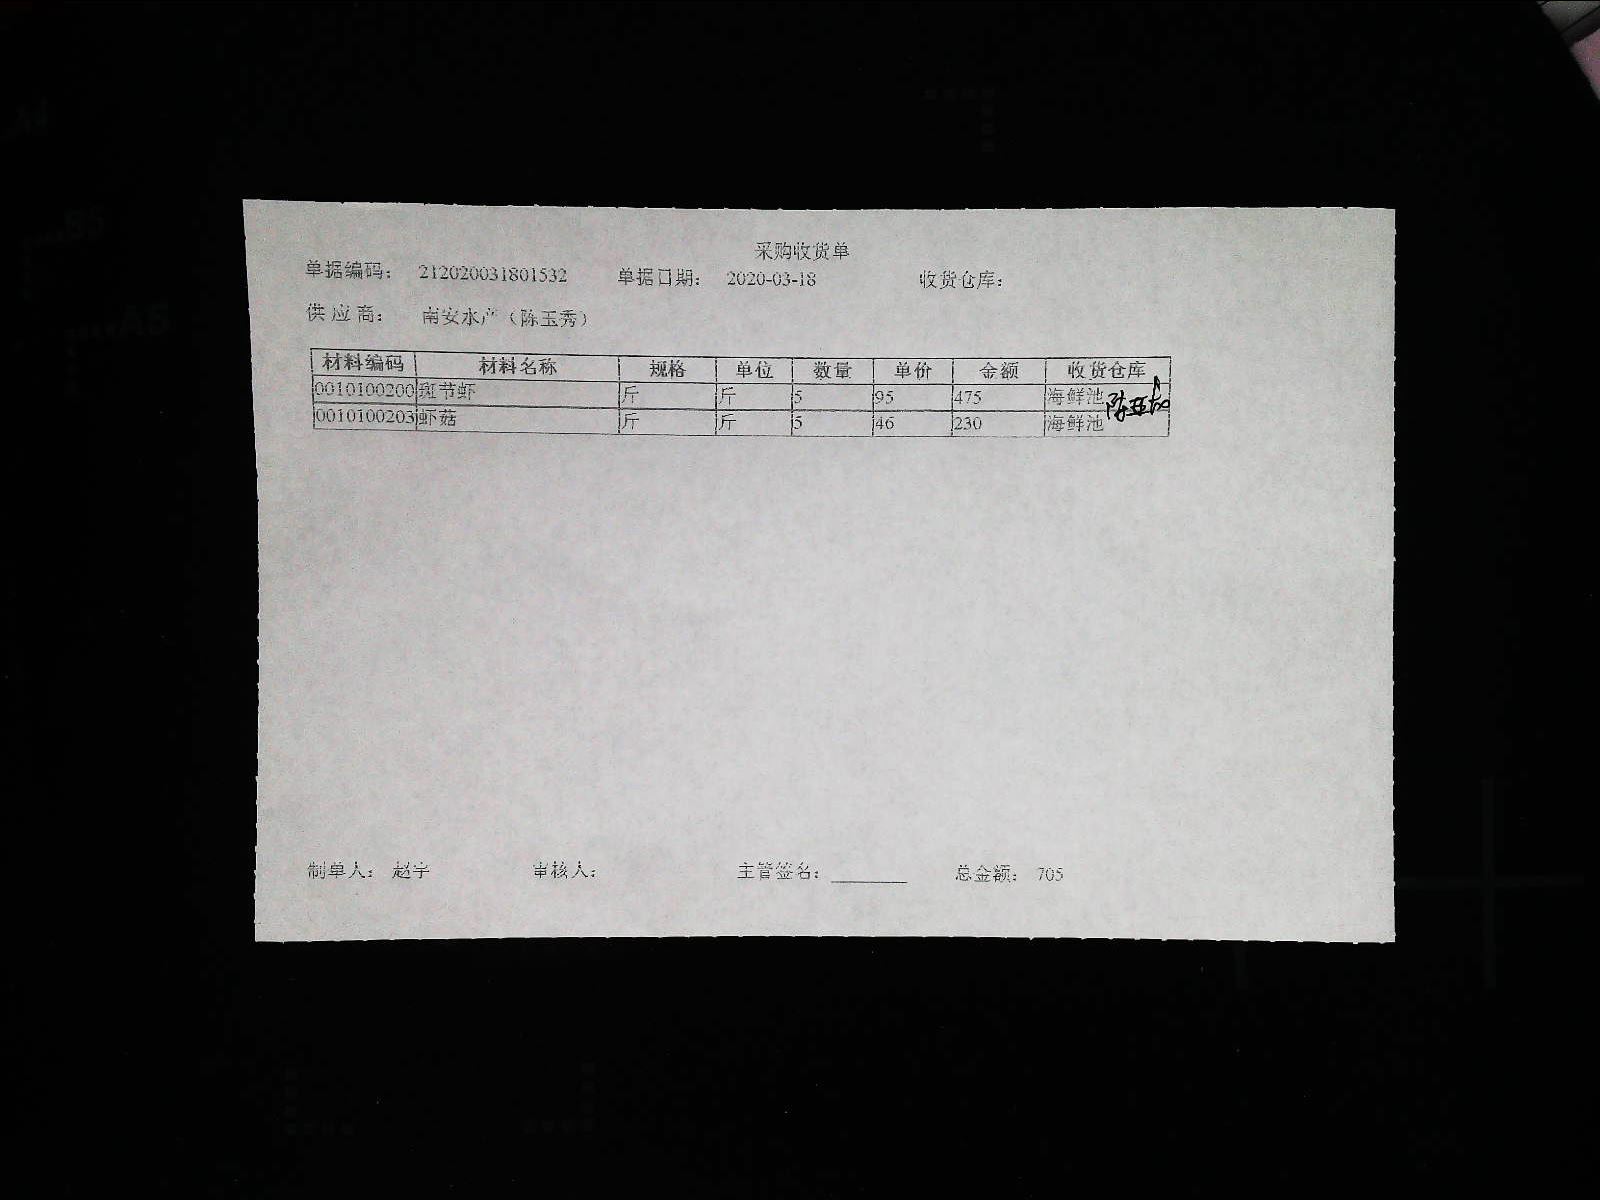 采购收货单
单据编码： 212020031801532 单据日期： 2020-03-18 收货仓库：
供 应 商： 南安水产（陈玉秀）
材料编码 材料名称 规格 单位 数量 单价 金额 收货仓库
0010100200 斑节虾 斤 斤 5 95 475 海鲜池
0010100203 虾菇 斤 斤 5 46 230 海鲜池
制单人： 赵宇 审核人： 主管签名： ________ 总金额： 705